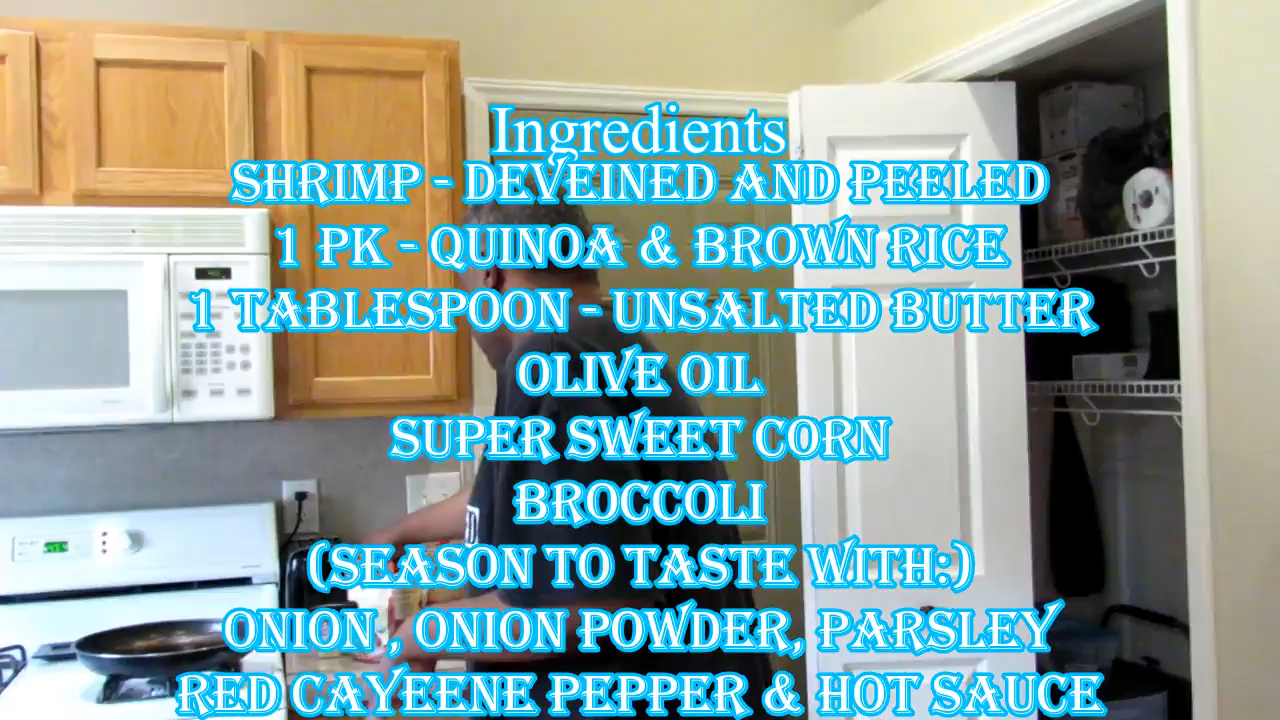 Ingredients
SHRIMP - DEVEINED AND PEELED
1 PK - QUINOA & BROWN RICE
1 TABLESPOON - UNSALTED BUTTER
OLIVE OIL
SUPER SWEET CORN
BROCCOLI
(SEASON TO TASTE WITH:)
ONION , ONION POWDER, PARSLEY
RED CAYEENE PEPPER & HOT SAUCE